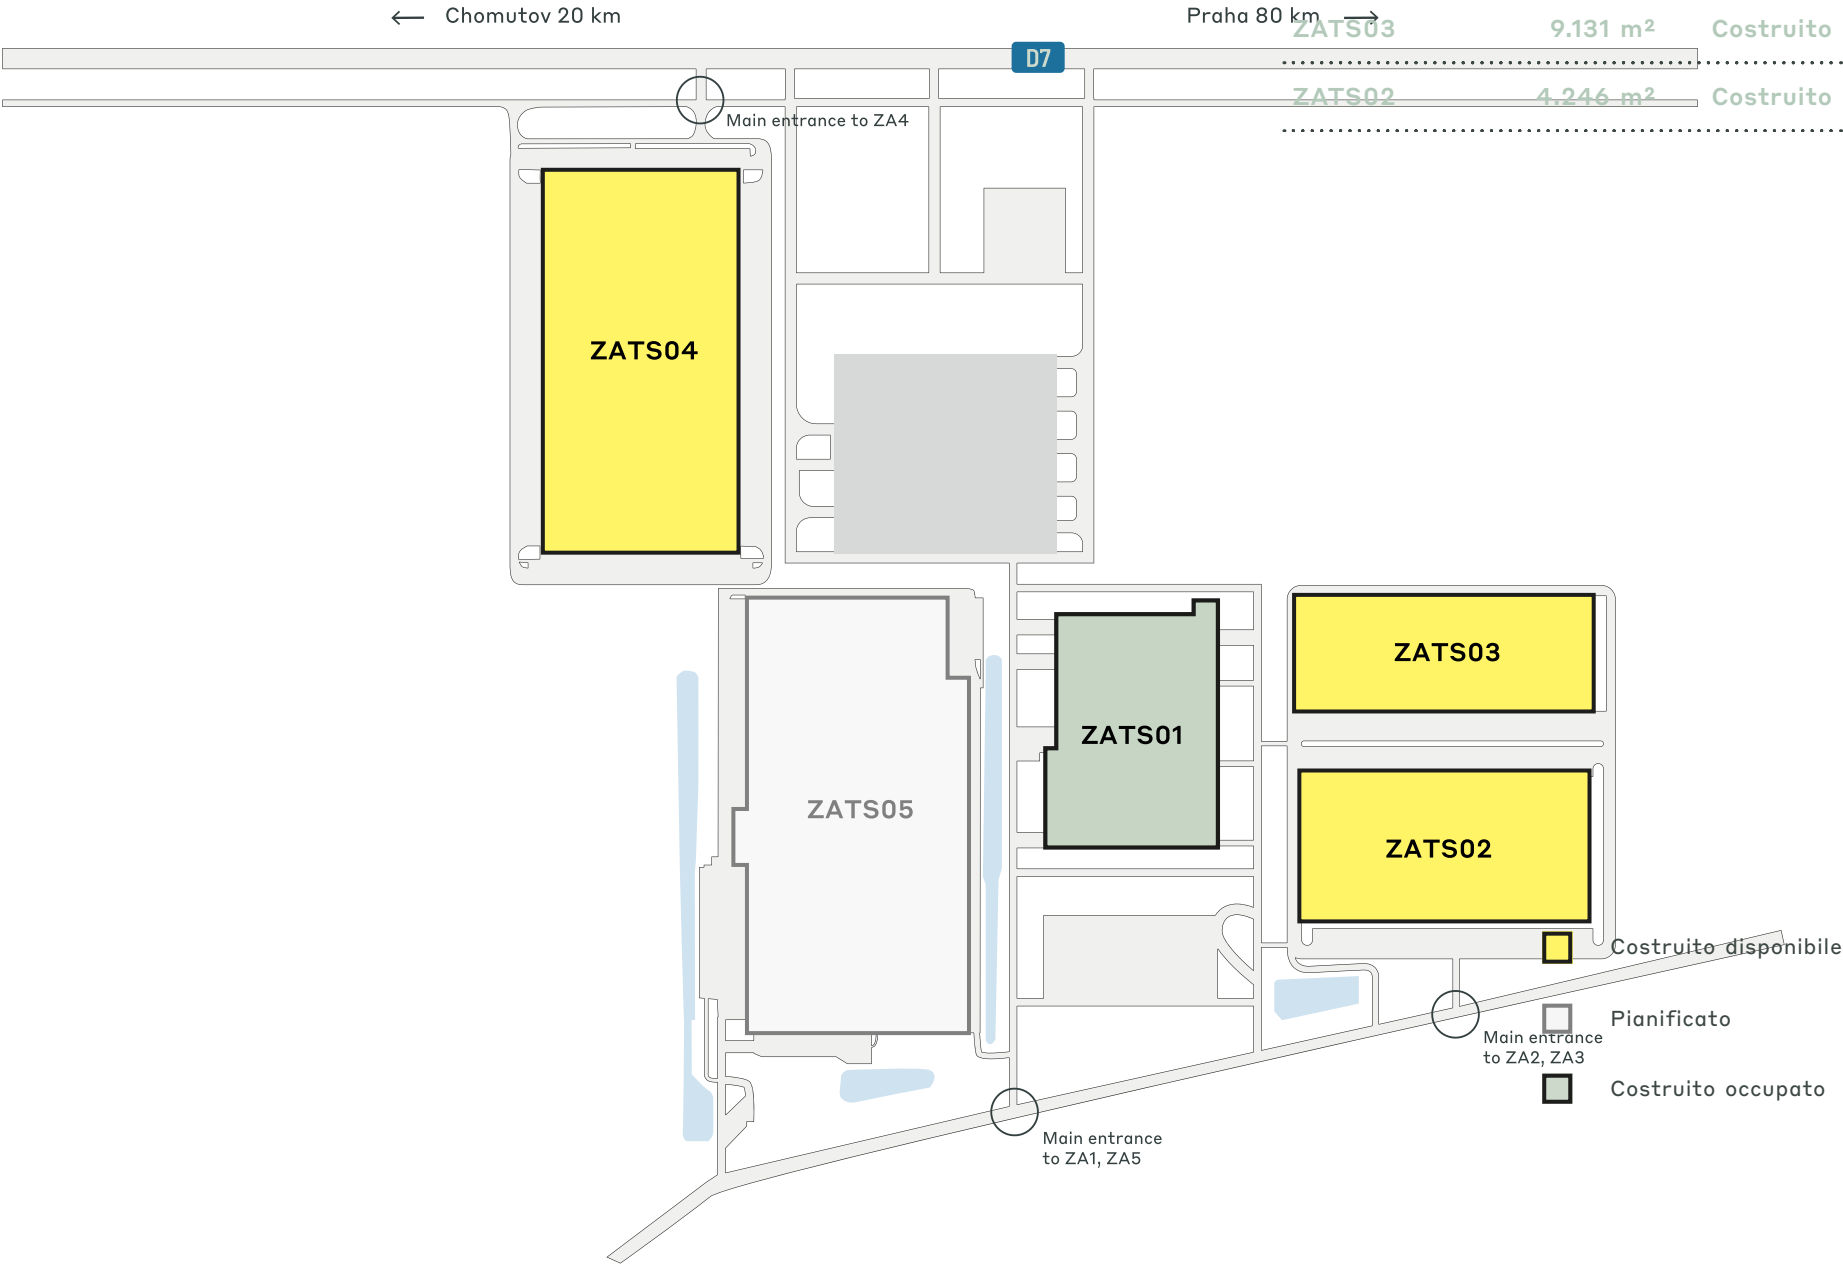 Chomutov 20 km
Praha 80 km
ZATS03 9.131 m² Costruito
D7
ZATS02 4.246 m² Costruito
Main entrance to ZA4
ZATS04
ZATS03
ZATS01
ZATS05
ZATS02
Costruito disponibile
Pianificato
Main entrance
to ZA2, ZA3
Costruito occupato
Main entrance
to ZA1, ZA5